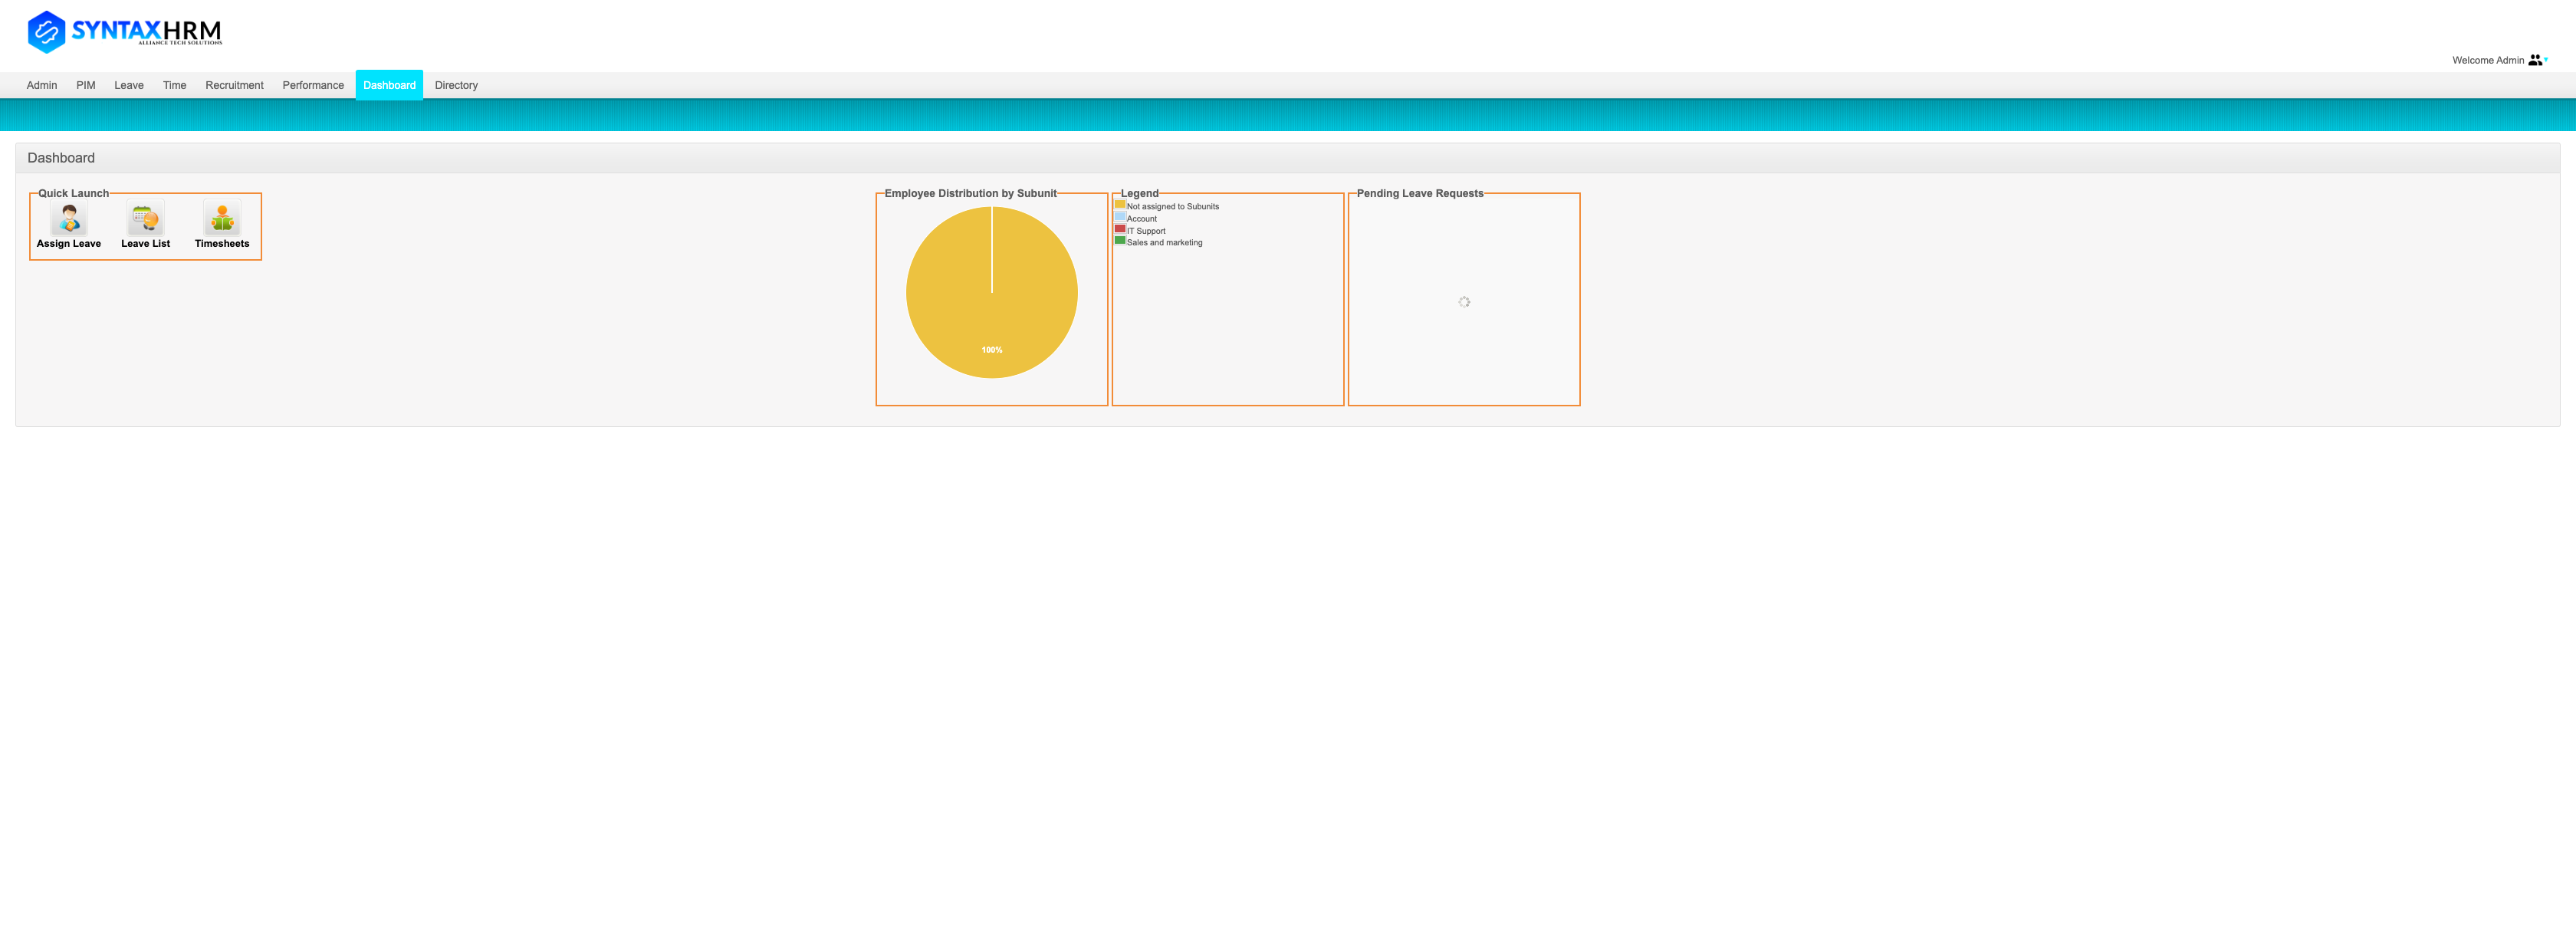 SYNTAXHRM
ALLIANCE TECH SOLUTIONS
Welcome Admin
Admin PIM Leave Time Recruitment Performance Dashboard Directory
Dashboard
Quick Launch
Assign Leave Leave List Timesheets
Employee Distribution by Subunit
100%
Legend
Not assigned to Subunits
Account
IT Support
Sales and marketing
Pending Leave Requests